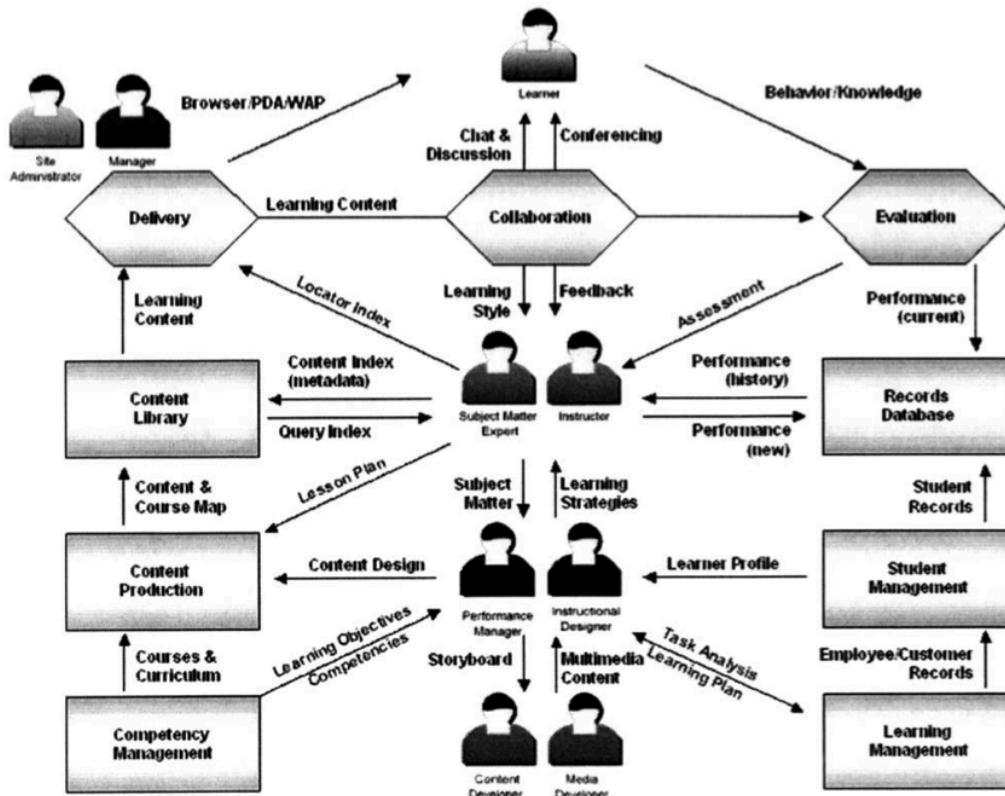 Learner
Browser/PDA/WAP
Behavior/Knowledge
Site
Administrator
Manager
Chat &
Discussion
Conferencing
Delivery
Learning Content
Collaboration
Evaluation
Learning
Content
Locator Index
Learning
Style
Feedback
Assessment
Performance
(current)
Content
Library
Content Index
(metadata)
Query Index
Subject Matter
Expert
Instructor
Performance
(history)
Performance
(new)
Records
Database
Content &
Course Map
Lesson Plan
Subject
Matter
Learning
Strategies
Student
Records
Content
Production
Content Design
Performance
Manager
Instructional
Designer
Learner Profile
Student
Management
Courses &
Curriculum
Learning Objectives
Competencies
Storyboard
Multimedia
Content
Task Analysis
Learning Plan
Employee/Customer
Records
Competency
Management
Content
Developer
Media
Developer
Learning
Management